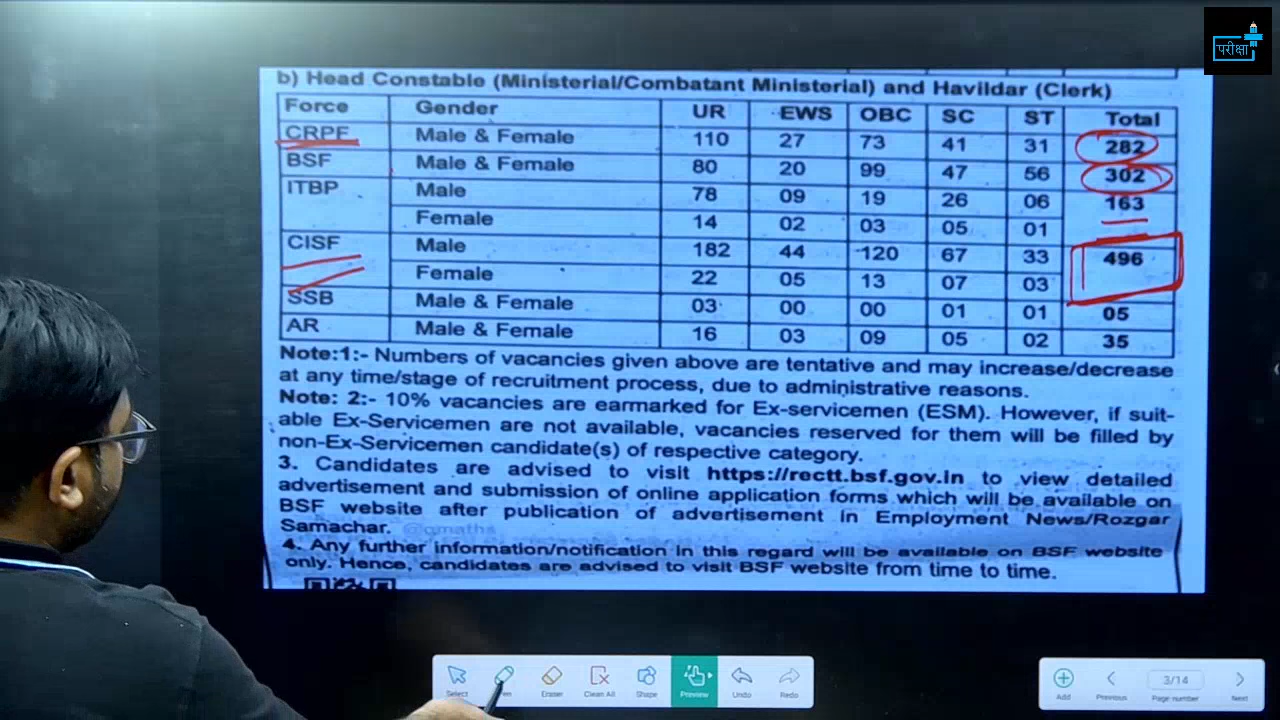 परीक्षा
b) Head Constable (Ministerial/Combatant Ministerial) and Havildar (Clerk)
Force Gender UR EWS OBC SC ST Total
CRPF Male & Female 110 27 73 41 31 282
BSF Male & Female 80 20 99 47 56 302
ITBP Male 78 09 19 26 06 163
Female 14 02 03 05 01
CISF Male 182 44 120 67 33 496
Female 22 05 13 07 03
SSB Male & Female 03 00 00 01 01 05
AR Male & Female 16 03 09 05 02 35
Note:1:- Numbers of vacancies given above are tentative and may increase/decrease
at any time/stage of recruitment process, due to administrative reasons.
Note: 2:- 10% vacancies are earmarked for Ex-servicemen (ESM). However, if suit-
able Ex-Servicemen are not available, vacancies reserved for them will be filled by
non-Ex-Servicemen candidate(s) of respective category.
3. Candidates are advised to visit https://rectt.bsf.gov.in to view detailed
advertisement and submission of online application forms which will be available on
BSF website after publication of advertisement in Employment News/Rozgar
Samachar. @gmaths
4. Any further information/notification in this regard will be available on BSF website
only. Hence, candidates are advised to visit BSF website from time to time.
Select Eraser Clean All Shape Preview Undo Redo
Add Previous 3/14 Next
Page number